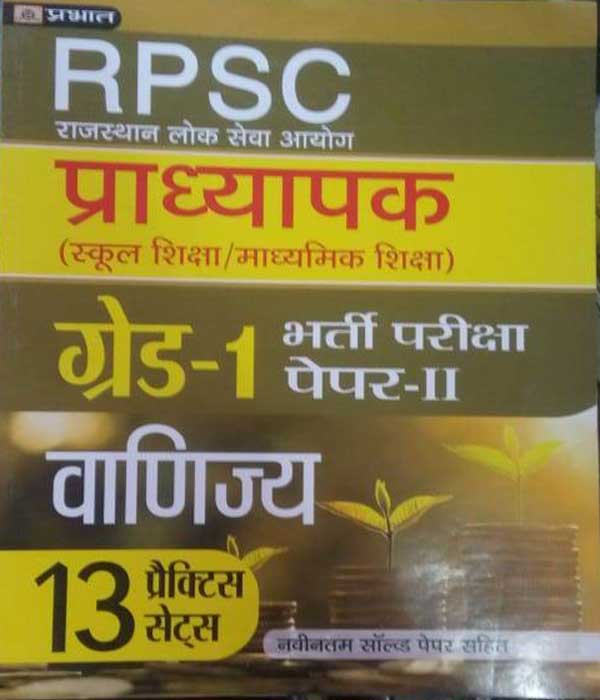 प्रभात
RPSC
राजस्थान लोक सेवा आयोग
प्राध्यापक
(स्कूल शिक्षा/माध्यमिक शिक्षा)
ग्रेड-1 भर्ती परीक्षा
पेपर-II
वाणिज्य
13 प्रैक्टिस
सेट्स
नवीनतम सॉल्व्ड पेपर सहित